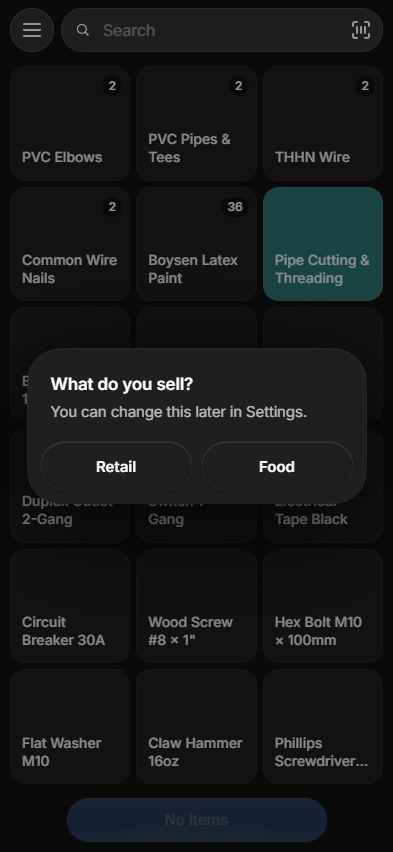 Search
2
PVC Elbows
2
PVC Pipes &
Tees
2
THHN Wire
2
Common Wire
Nails
36
Boysen Latex
Paint
Pipe Cutting &
Threading
What do you sell?
You can change this later in Settings.
Retail
Food
2-Gang
Gang
Tape Black
Circuit
Breaker 30A
Wood Screw
#8 × 1"
Hex Bolt M10
× 100mm
Flat Washer
M10
Claw Hammer
16oz
Phillips
Screwdriver...
No items